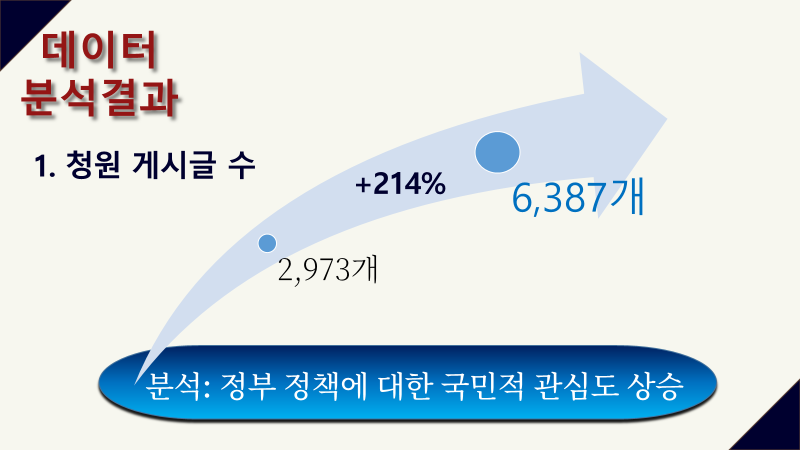 데이터
분석결과
1. 청원 게시글 수
+214%
6,387개
2,973개
분석: 정부 정책에 대한 국민적 관심도 상승